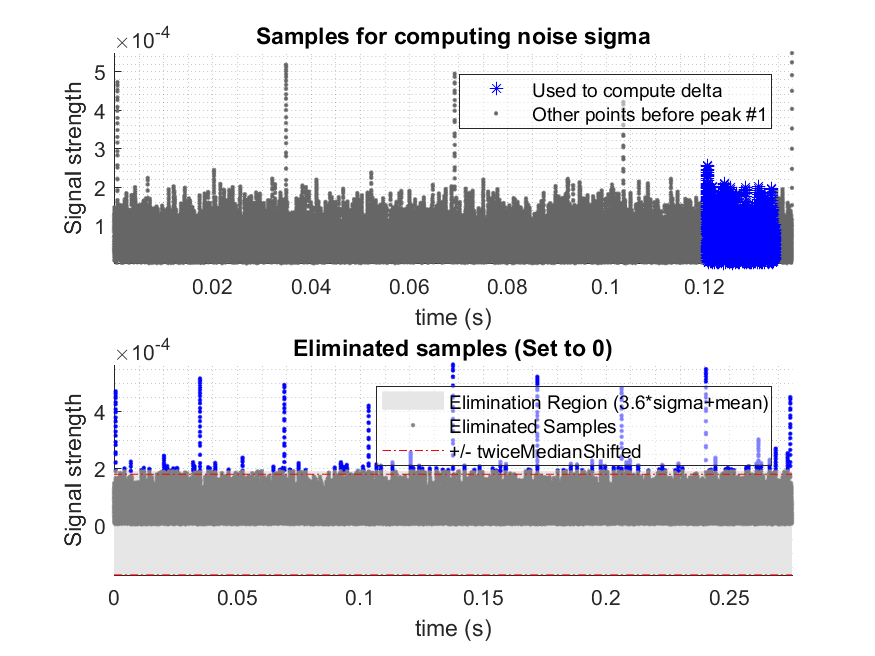 Samples for computing noise sigma
×10-4
Signal strength
5
4
3
2
1
Used to compute delta
Other points before peak #1
0.02 0.04 0.06 0.08 0.1 0.12
time (s)
Eliminated samples (Set to 0)
×10-4
Signal strength
4
2
0
Elimination Region (3.6*sigma+mean)
Eliminated Samples
+/- twiceMedianShifted
0 0.05 0.1 0.15 0.2 0.25
time (s)